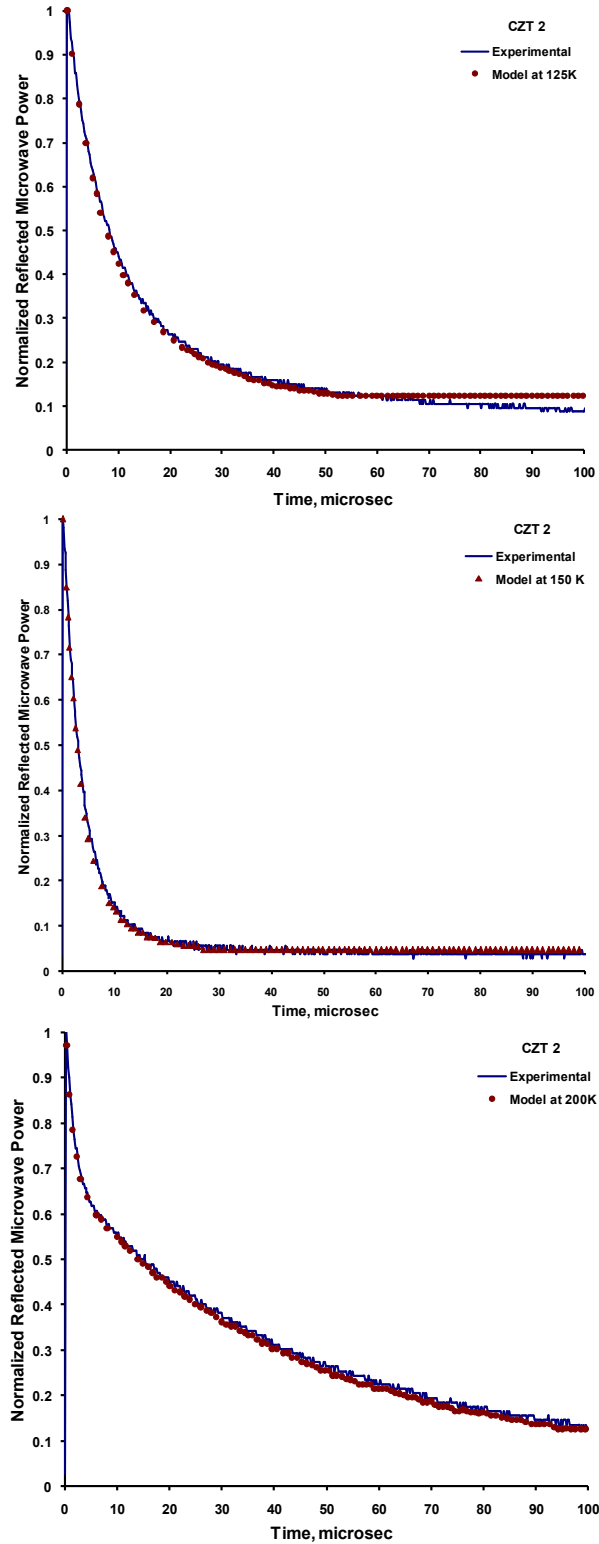 CZT 2
Experimental
Model at 125K
Normalized Reflected MIcrowave Power
1
0.9
0.8
0.7
0.6
0.5
0.4
0.3
0.2
0.1
0
0 10 20 30 40 50 60 70 80 90 100
Time, microsec
CZT 2
Experimental
Model at 150 K
Normalized Reflected Microwave Power
1
0.9
0.8
0.7
0.6
0.5
0.4
0.3
0.2
0.1
0
0 10 20 30 40 50 60 70 80 90 100
Time, microsec
CZT 2
Experimental
Model at 200K
Normalized Reflected Microwave Power
1
0.9
0.8
0.7
0.6
0.5
0.4
0.3
0.2
0.1
0
0 10 20 30 40 50 60 70 80 90 100
Time, microsec